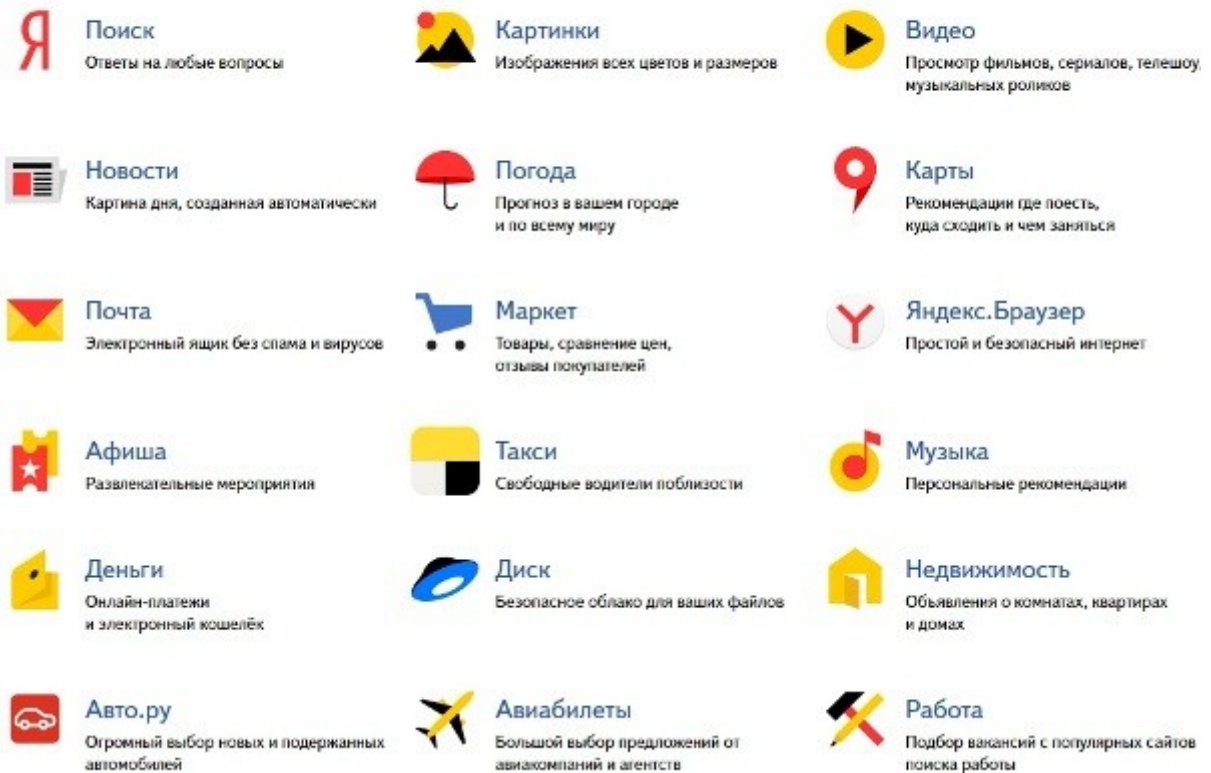 Я
Поиск
Ответы на любые вопросы
Картинки
Изображения всех цветов и размеров
Видео
Просмотр фильмов, сериалов, телешоу,
музыкальных роликов
Новости
Картина дня, созданная автоматически
Погода
Прогноз в вашем городе
и по всему миру
Карты
Рекомендации где поесть,
куда сходить и чем заняться
Почта
Электронный ящик без спама и вирусов
Маркет
Товары, сравнение цен,
отзывы покупателей
Яндекс.Браузер
Простой и безопасный интернет
Афиша
Развлекательные мероприятия
Такси
Свободные водители поблизости
Музыка
Персональные рекомендации
Деньги
Онлайн-платежи
и электронный кошелёк
Диск
Безопасное облако для ваших файлов
Недвижимость
Объявления о комнатах, квартирах
и домах
Авто.ру
Огромный выбор новых и подержанных
автомобилей
Авиабилеты
Большой выбор предложений от
авиакомпаний и агентств
Работа
Подбор вакансий с популярных сайтов
поиска работы